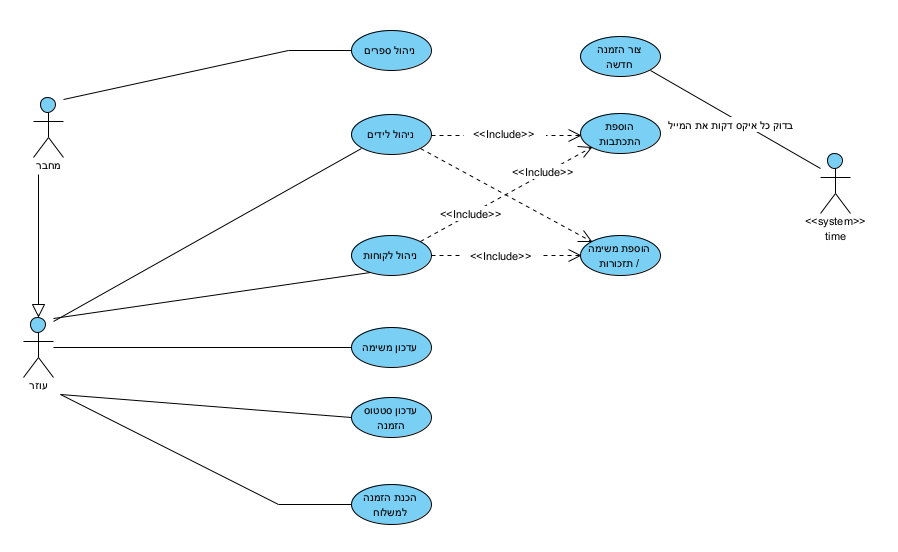 ניהול ספרים
צור הזמנה
חדשה
מחבר
ניהול לידים
<<Include>>
הוספת
התכתבות
בדוק כל איקס דקות את המייל
<<Include>>
<<Include>>
<<system>>
time
ניהול לקוחות
<<Include>>
הוספת משימה
/ תזכורות
עוזר
עדכון משימה
עדכון סטטוס
הזמנה
הכנת הזמנה
למשלוח